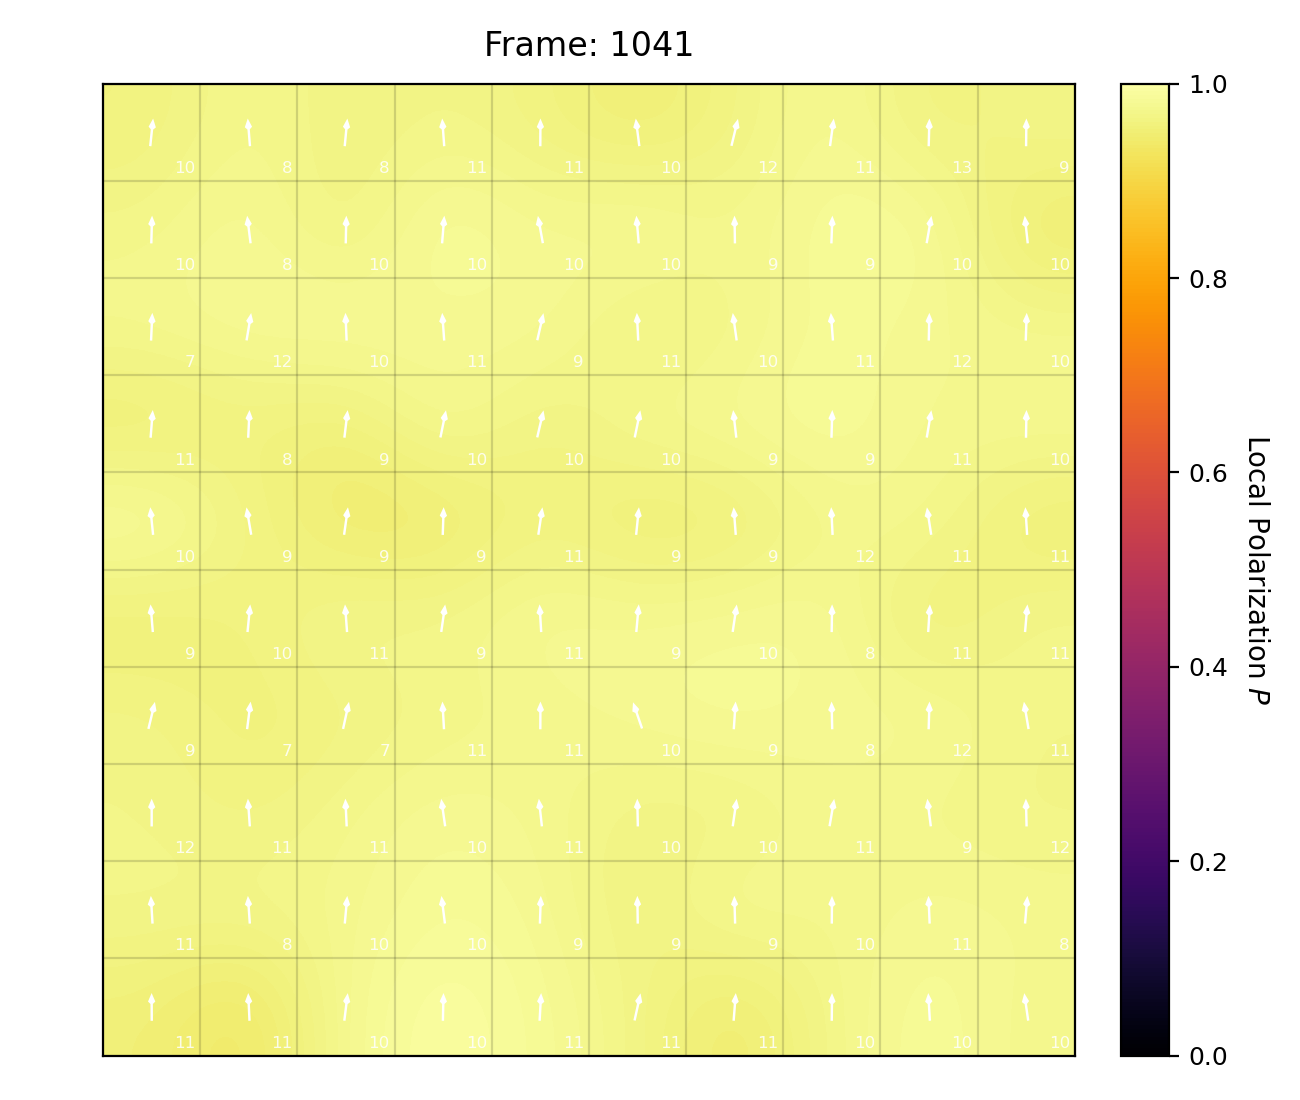 Frame: 1041
10 8 8 11 11 10 12 11 13 9
10 8 10 10 10 10 9 9 10 10
7 12 10 11 9 11 10 11 12 10
11 8 9 10 10 10 9 9 11 10
10 9 9 9 11 9 9 12 11 11
9 10 11 9 11 9 10 8 11 11
9 7 7 11 11 10 9 8 12 11
12 11 11 10 11 10 10 11 9 12
11 8 10 10 9 9 9 10 11 8
11 11 10 10 11 11 11 10 10 10
1.0
0.8
0.6
0.4
0.2
0.0
Local Polarization P